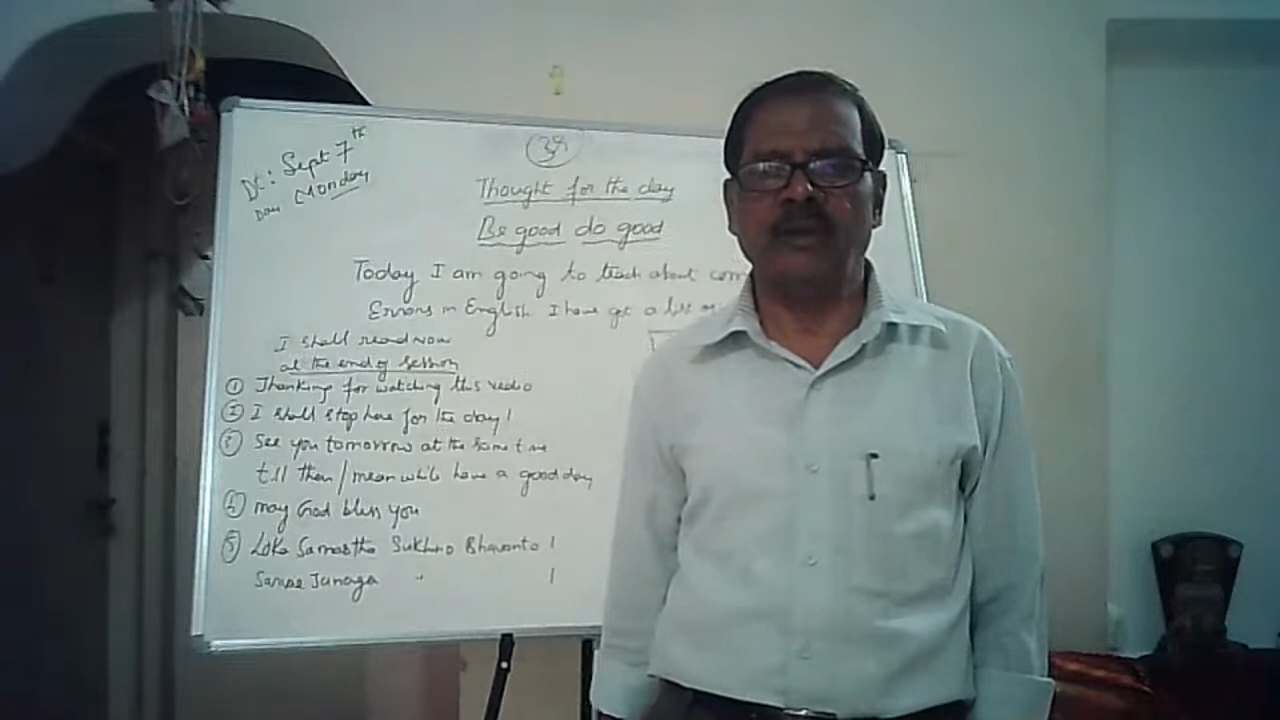 Dt: Sept 7th
Day Monday
39
Thought for the day
Be good do good
Today I am going to teach about com
Errors in English I have got a list
I shall read now
at the end of session
① Thanking for watching this vedio
② I shall stop here for the day!
③ See you tomorrow at the same time
till then/mean while have a good day
④ may God bless you
⑤ Loka Samastha Sukhino Bhavantu!
Janaga " !